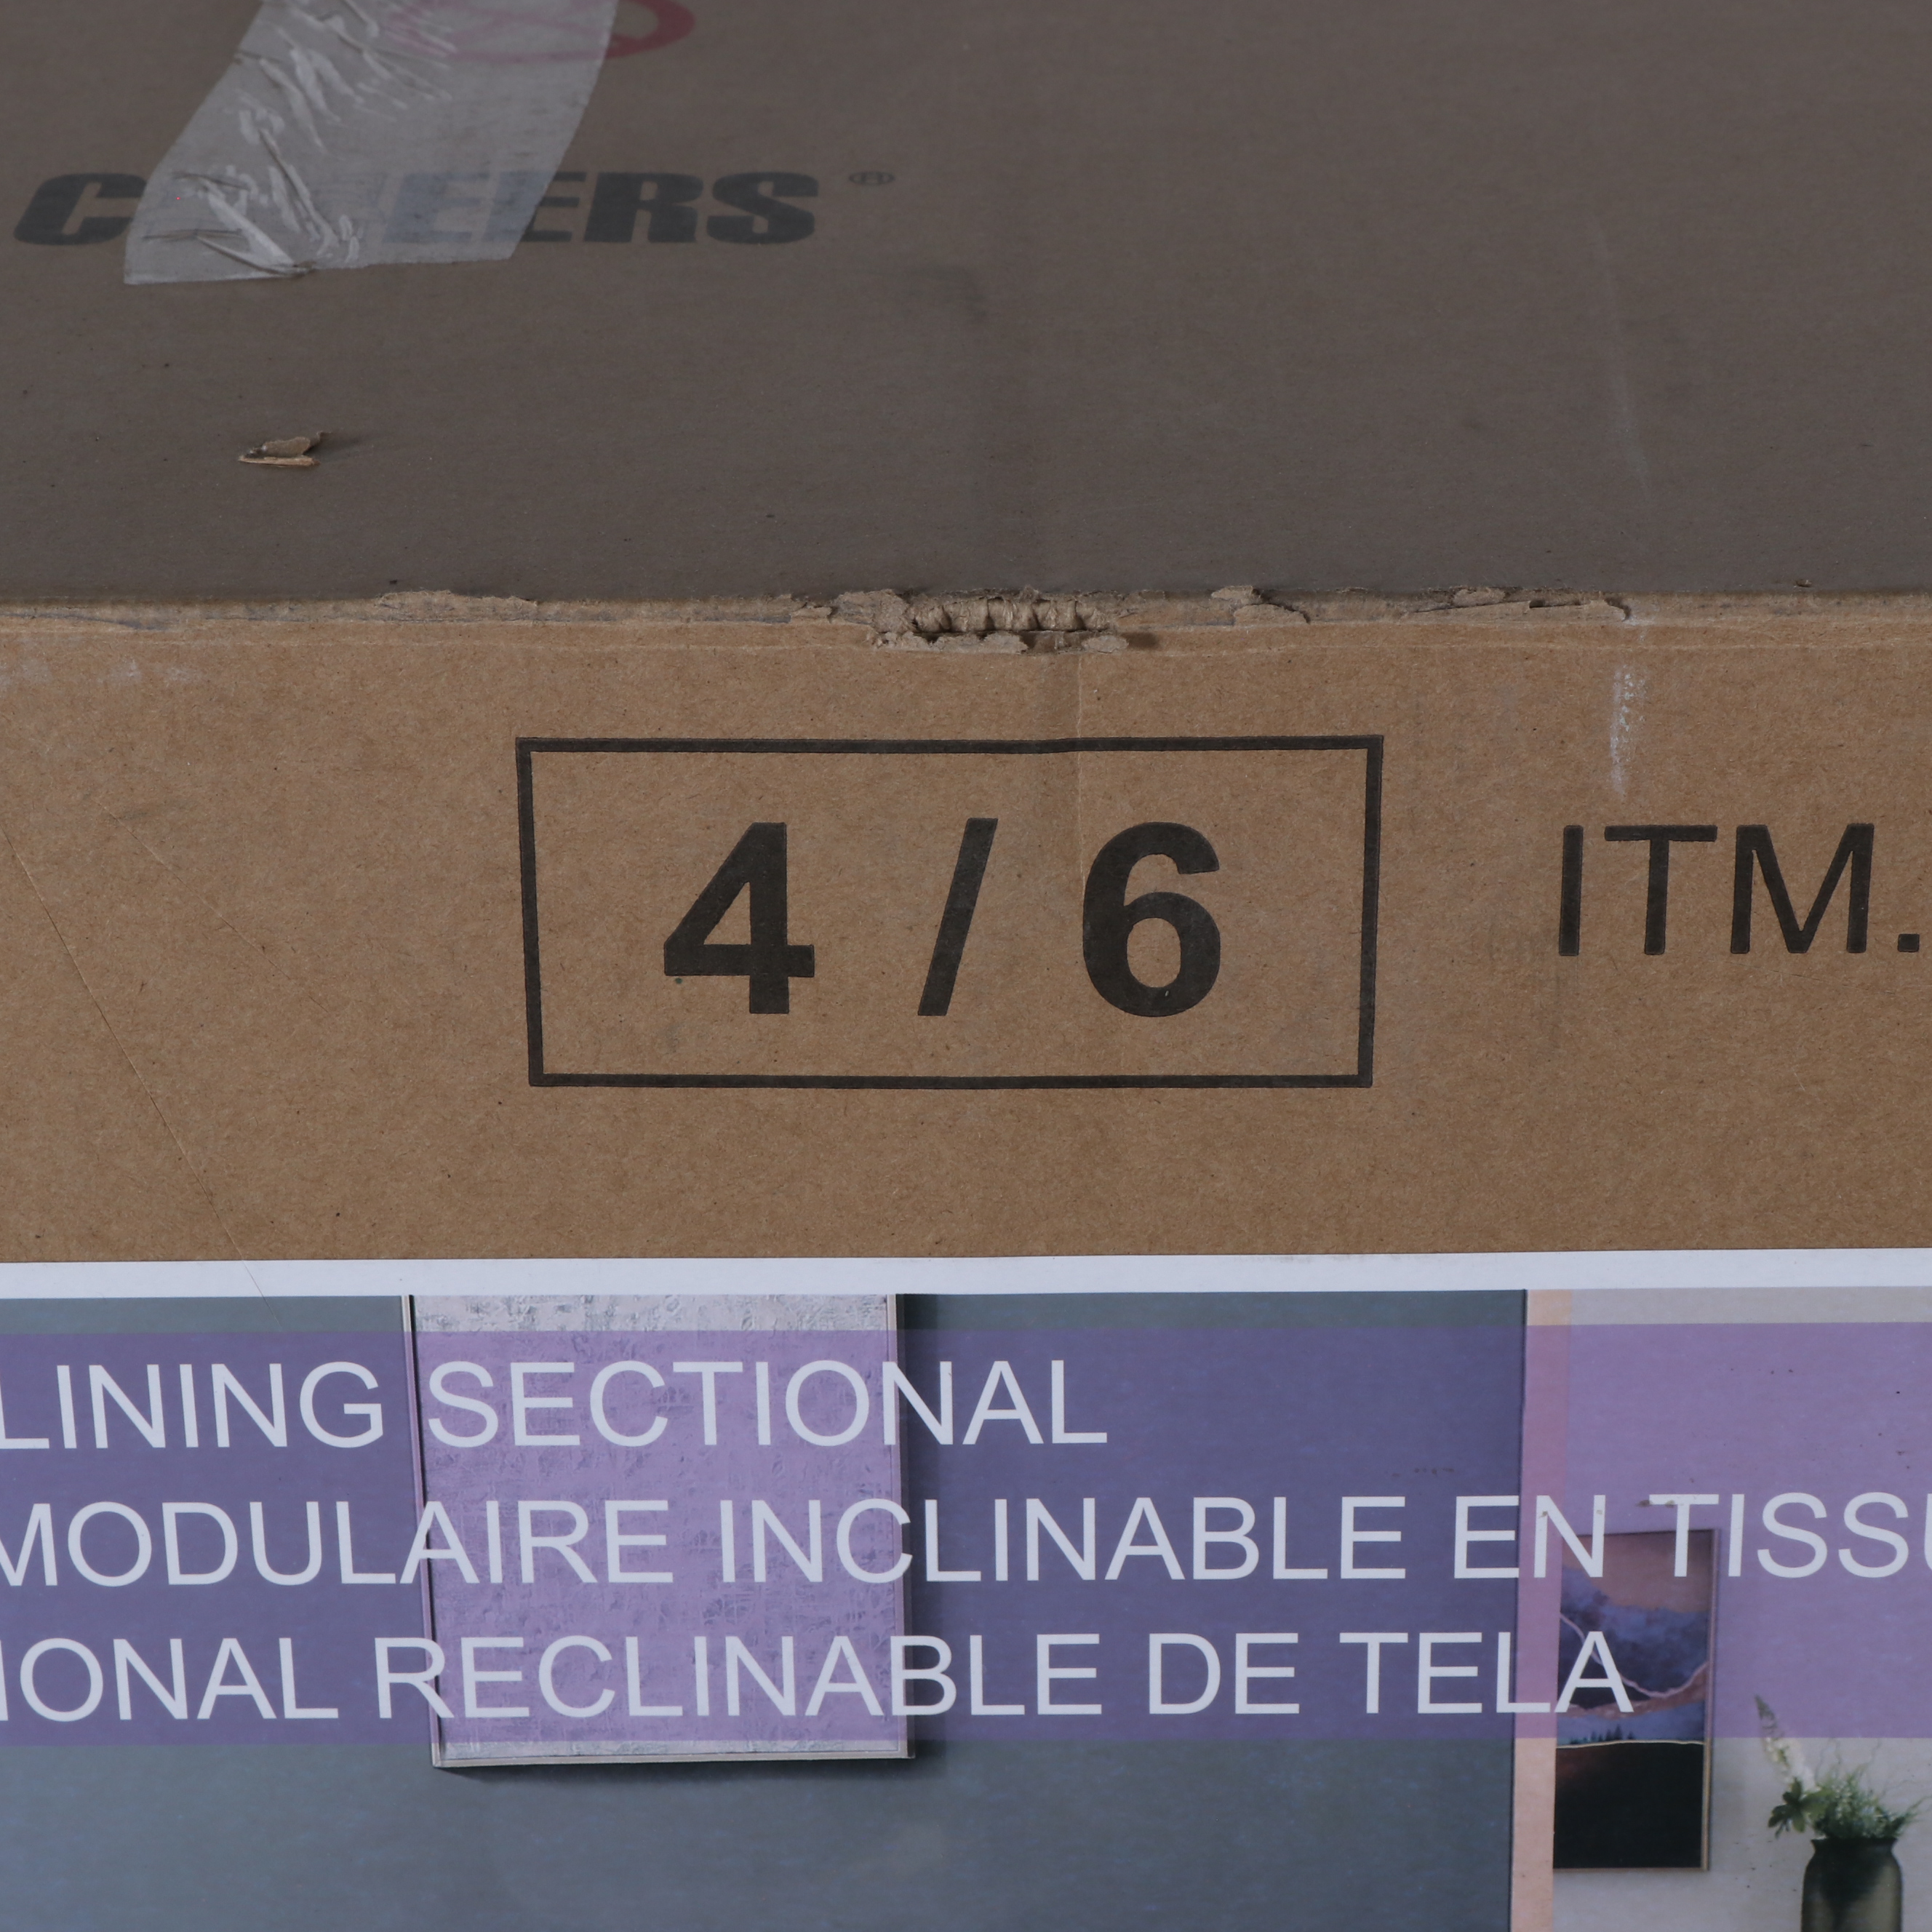 CHEERS®
4 / 6
ITM.
LINING SECTIONAL
MODULAIRE INCLINABLE EN TISSU
IONAL RECLINABLE DE TELA